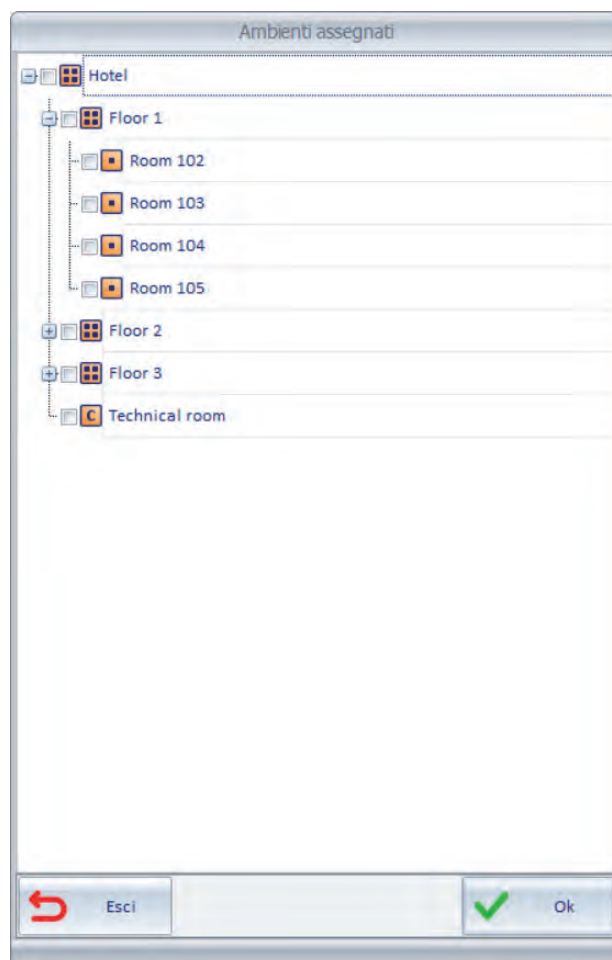 Ambienti assegnati
Hotel
Floor 1
Room 102
Room 103
Room 104
Room 105
Floor 2
Floor 3
C Technical room
Esci
Ok